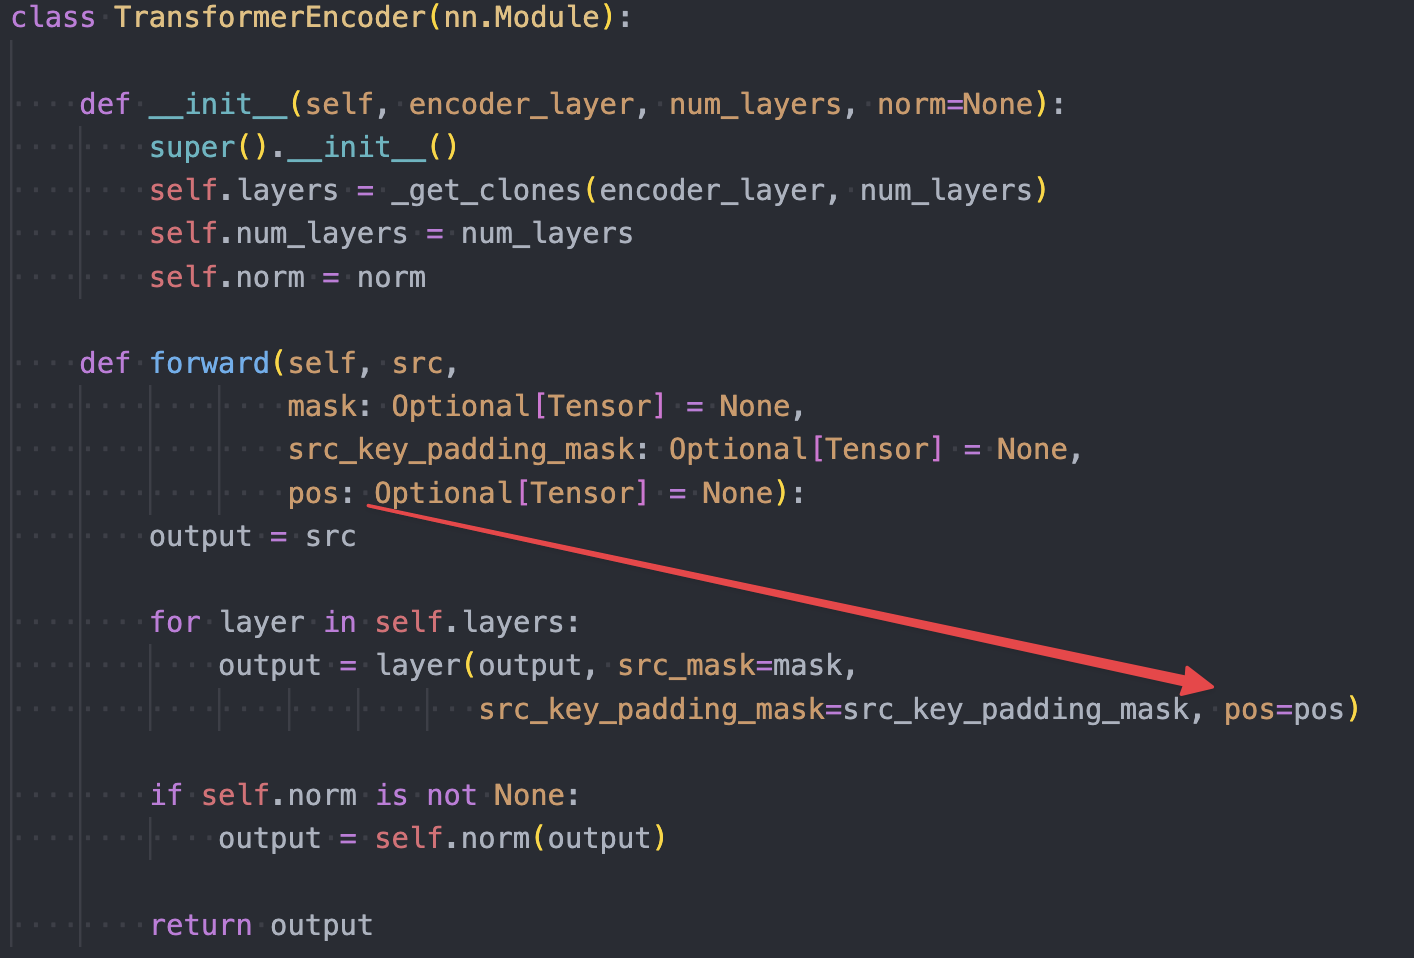 class TransformerEncoder(nn.Module):
def __init__(self, encoder_layer, num_layers, norm=None):
super().__init__()
self.layers = _get_clones(encoder_layer, num_layers)
self.num_layers = num_layers
self.norm = norm
def forward(self, src,
mask: Optional[Tensor] = None,
src_key_padding_mask: Optional[Tensor] = None,
pos: Optional[Tensor] = None):
output = src
for layer in self.layers:
output = layer(output, src_mask=mask,
src_key_padding_mask=src_key_padding_mask, pos=pos)
if self.norm is not None:
output = self.norm(output)
return output